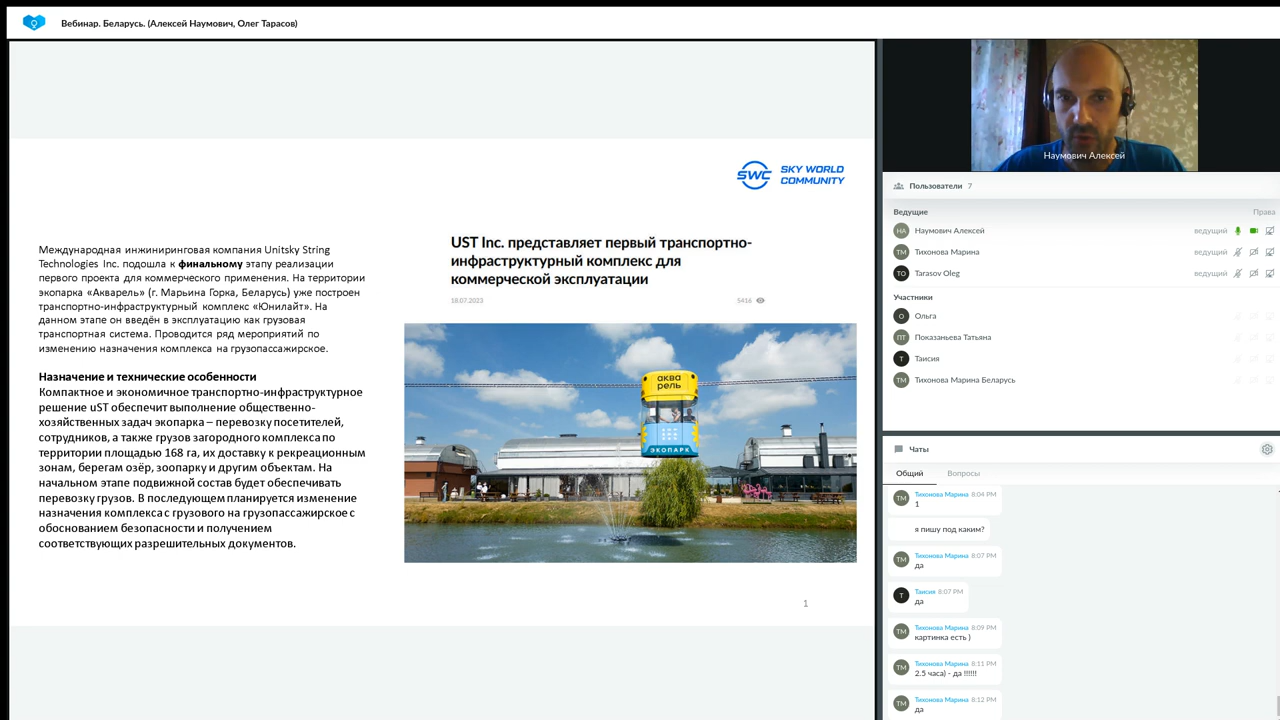 Вебинар. Беларусь. (Алексей Наумович, Олег Тарасов)
SWC SKY WORLD
COMMUNITY
Международная инжиниринговая компания Unitsky String
Technologies Inc. подошла к финальному этапу реализации
первого проекта для коммерческого применения. На территории
экопарка «Акварель» (г. Марьина Горка, Беларусь) уже построен
транспортно-инфраструктурный комплекс «Юнилайт». На
данном этапе он введён в эксплуатацию как грузовая
транспортная система. Проводится ряд мероприятий по
изменению назначения комплекса на грузопассажирское.
Назначение и технические особенности
Компактное и экономичное транспортно-инфраструктурное
решение uST обеспечит выполнение общественно-
хозяйственных задач экопарка – перевозку посетителей,
сотрудников, а также грузов загородного комплекса по
территории площадью 168 га, их доставку к рекреационным
зонам, берегам озёр, зоопарку и другим объектам. На
начальном этапе подвижной состав будет обеспечивать
перевозку грузов. В последующем планируется изменение
назначения комплекса с грузового на грузопассажирское с
обоснованием безопасности и получением
соответствующих разрешительных документов.
UST Inc. представляет первый транспортно-
инфраструктурный комплекс для
коммерческой эксплуатации
18.07.2023 5416
аква
рель
ЭКОПАРК
1
Наумович Алексей
Пользователи 7
Ведущие Права
НА Наумович Алексей ведущий
ТМ Тихонова Марина ведущий
TO Tarasov Oleg ведущий
Участники
О Ольга
ПТ Показаньева Татьяна
Т Таисия
ТМ Тихонова Марина Беларусь
Чаты
Общий Вопросы
ТМ Тихонова Марина 8:04 PM
1
я пишу под каким?
ТМ Тихонова Марина 8:07 PM
да
Т Таисия 8:07 PM
да
ТМ Тихонова Марина 8:09 PM
картинка есть )
ТМ Тихонова Марина 8:11 PM
2.5 часа) - да !!!!!!
ТМ Тихонова Марина 8:12 PM
да